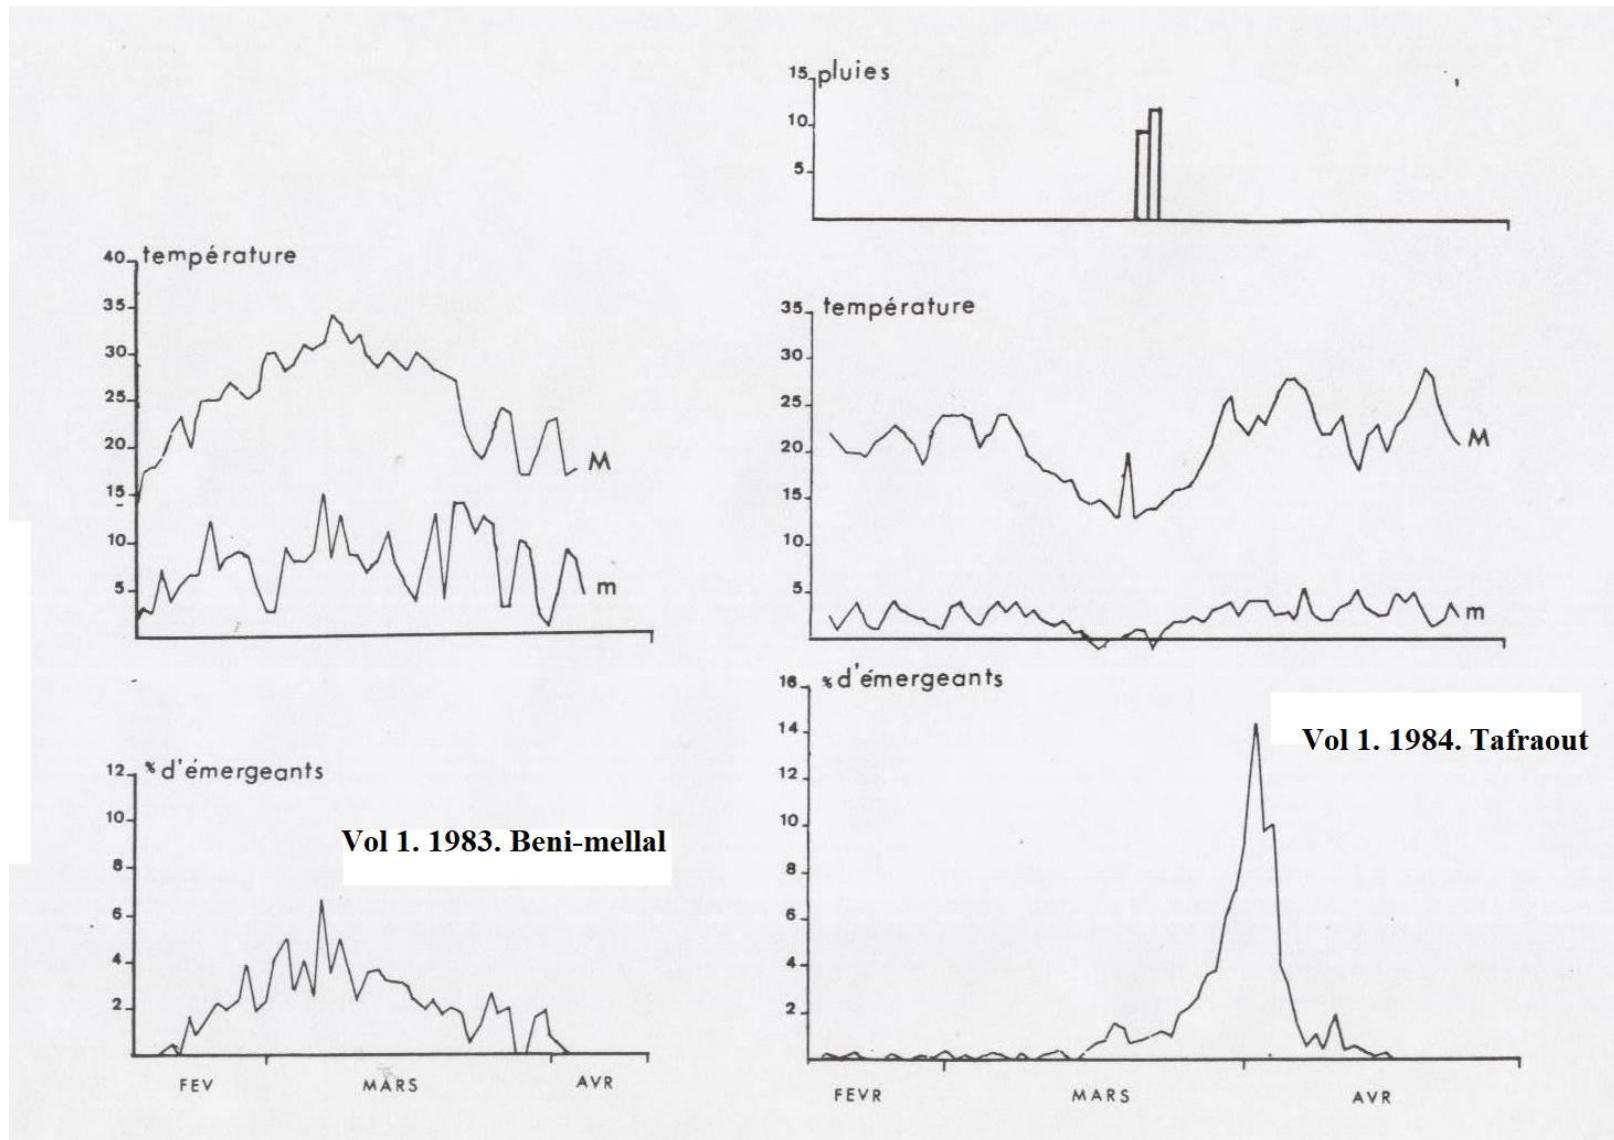 15 pluies
10
5
40 température
35
30
25
20
M
15
10
5
m
12 % d'émergeants
10
Vol 1. 1983. Beni-mellal
8
6
4
2
FEV MARS AVR
35 température
30
25
20
M
15
10
5
m
16 % d'émergeants
14
Vol 1. 1984. Tafraout
12
10
8
6
4
2
FEVR MARS AVR